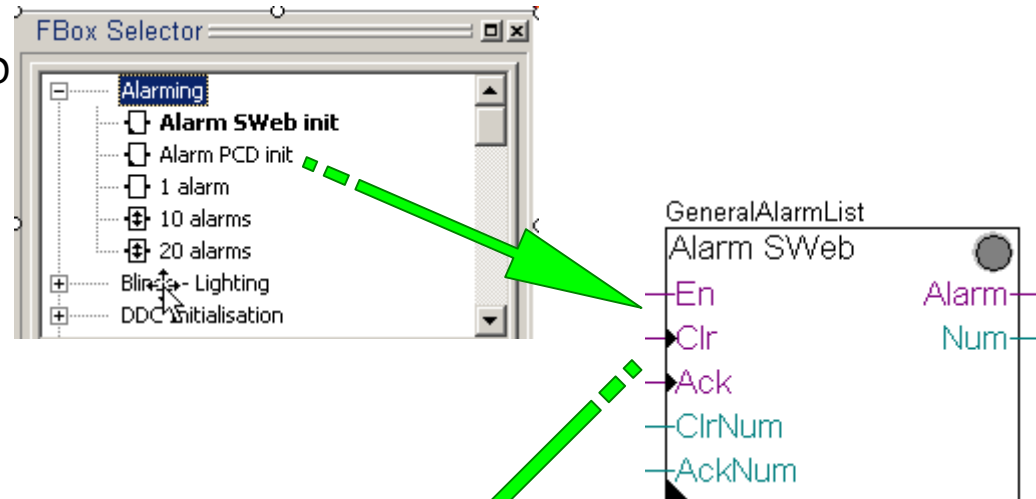 FBox Selector
Alarming
Alarm SWeb init
Alarm PCD init
1 alarm
10 alarms
20 alarms
- Lighting
DDC Initialisation
GeneralAlarmList
Alarm SWeb
En Alarm
Clr Num
Ack
ClrNum
AckNum